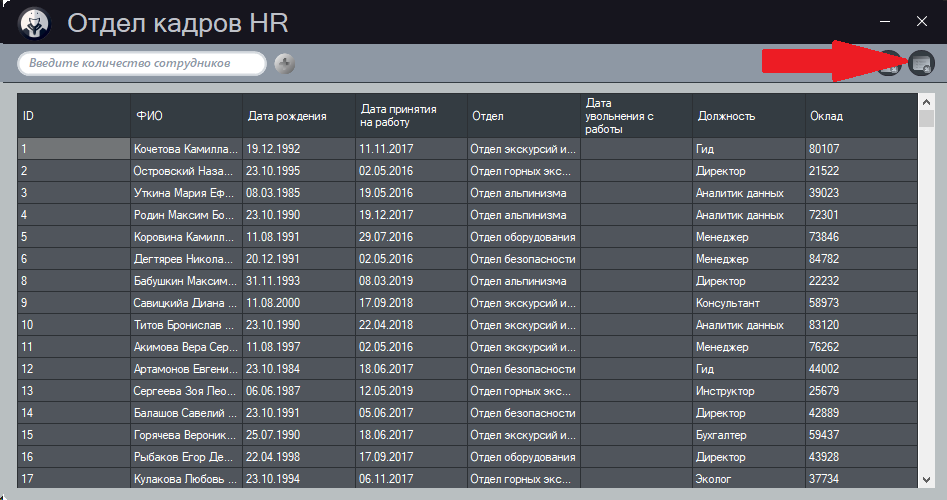 Отдел кадров HR
Введите количество сотрудников
ID ФИО Дата рождения Дата принятия на работу Отдел Дата увольнения с работы Должность Оклад
1 Кочетова Камилла... 19.12.1992 11.11.2017 Отдел экскурсий и... Гид 80107
2 Островский Наза... 23.10.1995 02.05.2016 Отдел горных экс... Директор 21522
3 Уткина Мария Еф... 08.03.1985 19.05.2016 Отдел альпинизма Аналитик данных 39023
4 Родин Максим Бо... 23.10.1990 19.12.2017 Отдел альпинизма Аналитик данных 72301
5 Коровина Камилл... 11.08.1991 29.07.2016 Отдел оборудования Менеджер 73846
6 Дегтярев Никола... 20.12.1991 02.05.2016 Отдел безопасности Менеджер 84782
8 Бабушкин Максим... 31.11.1993 08.03.2019 Отдел альпинизма Директор 22232
9 Савицкийа Диана ... 11.08.2000 17.09.2018 Отдел экскурсий и... Консультант 58973
10 Титов Бронислав ... 23.10.1990 22.04.2018 Отдел альпинизма Аналитик данных 83120
11 Акимова Вера Сер... 11.08.1997 02.05.2016 Отдел экскурсий и... Менеджер 76262
12 Артамонов Евгени... 23.10.1984 18.06.2017 Отдел безопасности Гид 44002
13 Сергеева Зоя Лео... 06.06.1987 12.05.2019 Отдел горных экс... Инструктор 25679
14 Балашов Савелий ... 23.10.1991 05.06.2017 Отдел безопасности Директор 42889
15 Горячева Вероник... 25.07.1990 18.06.2017 Отдел экскурсий и... Бухгалтер 59437
16 Рыбаков Егор Де... 22.04.1998 17.09.2017 Отдел оборудования Директор 43928
17 Кулакова Любовь ... 23.10.1994 06.11.2017 Отдел экскурсий и... Эколог 37734